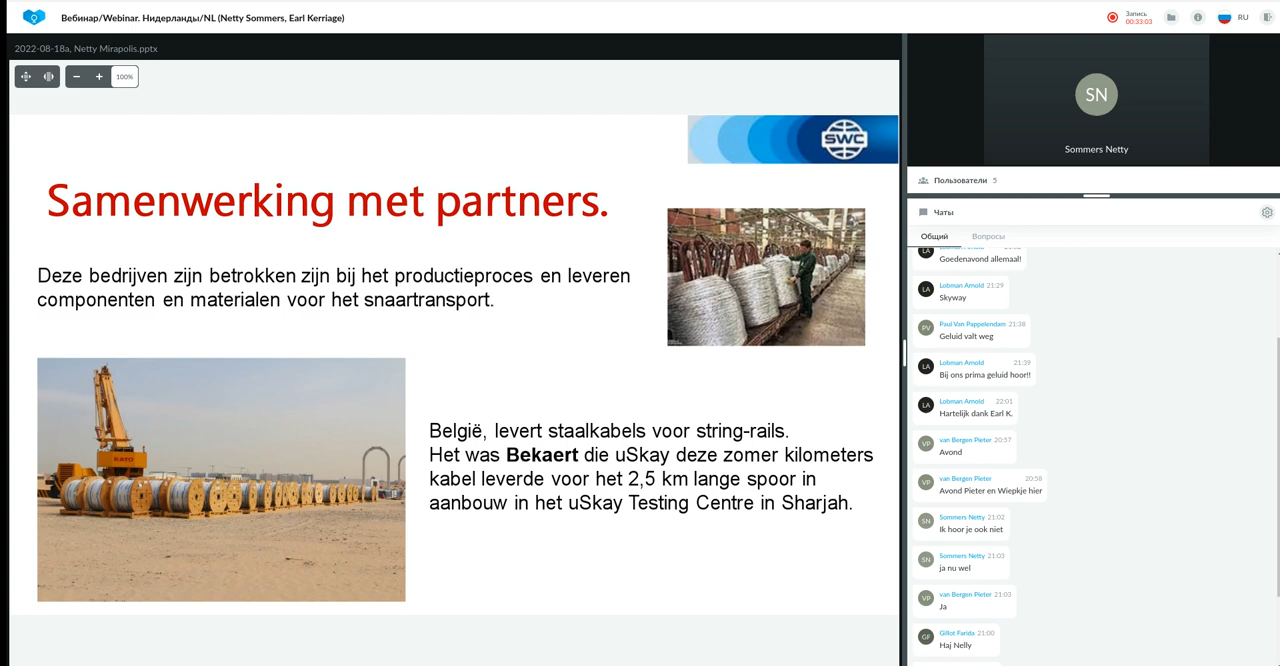 Вебинар/Webinar. Нидерланды/NL (Netty Sommers, Earl Kerriage)
Запись
00:33:03
RU
2022-08-18a, Netty Mirapolis.pptx
100%
SWC
Samenwerking met partners.
Deze bedrijven zijn betrokken zijn bij het productieproces en leveren
componenten en materialen voor het snaartransport.
KATO
België, levert staalkabels voor string-rails.
Het was Bekaert die uSkay deze zomer kilometers
kabel leverde voor het 2,5 km lange spoor in
aanbouw in het uSkay Testing Centre in Sharjah.
SN
Sommers Netty
Пользователи 5
Чаты
Общий Вопросы
LA
Goedenavond allemaal!
LA Lobman Arnold 21:29
Skyway
PV Paul Van Pappelendam 21:38
Geluid valt weg
LA Lobman Arnold 21:39
Bij ons prima geluid hoor!!
LA Lobman Arnold 22:01
Hartelijk dank Earl K.
VP van Bergen Pieter 20:57
Avond
VP van Bergen Pieter 20:58
Avond Pieter en Wiepkje hier
SN Sommers Netty 21:02
Ik hoor je ook niet
SN Sommers Netty 21:03
ja nu wel
VP van Bergen Pieter 21:03
Ja
GF Gillot Farida 21:00
Haj Nelly